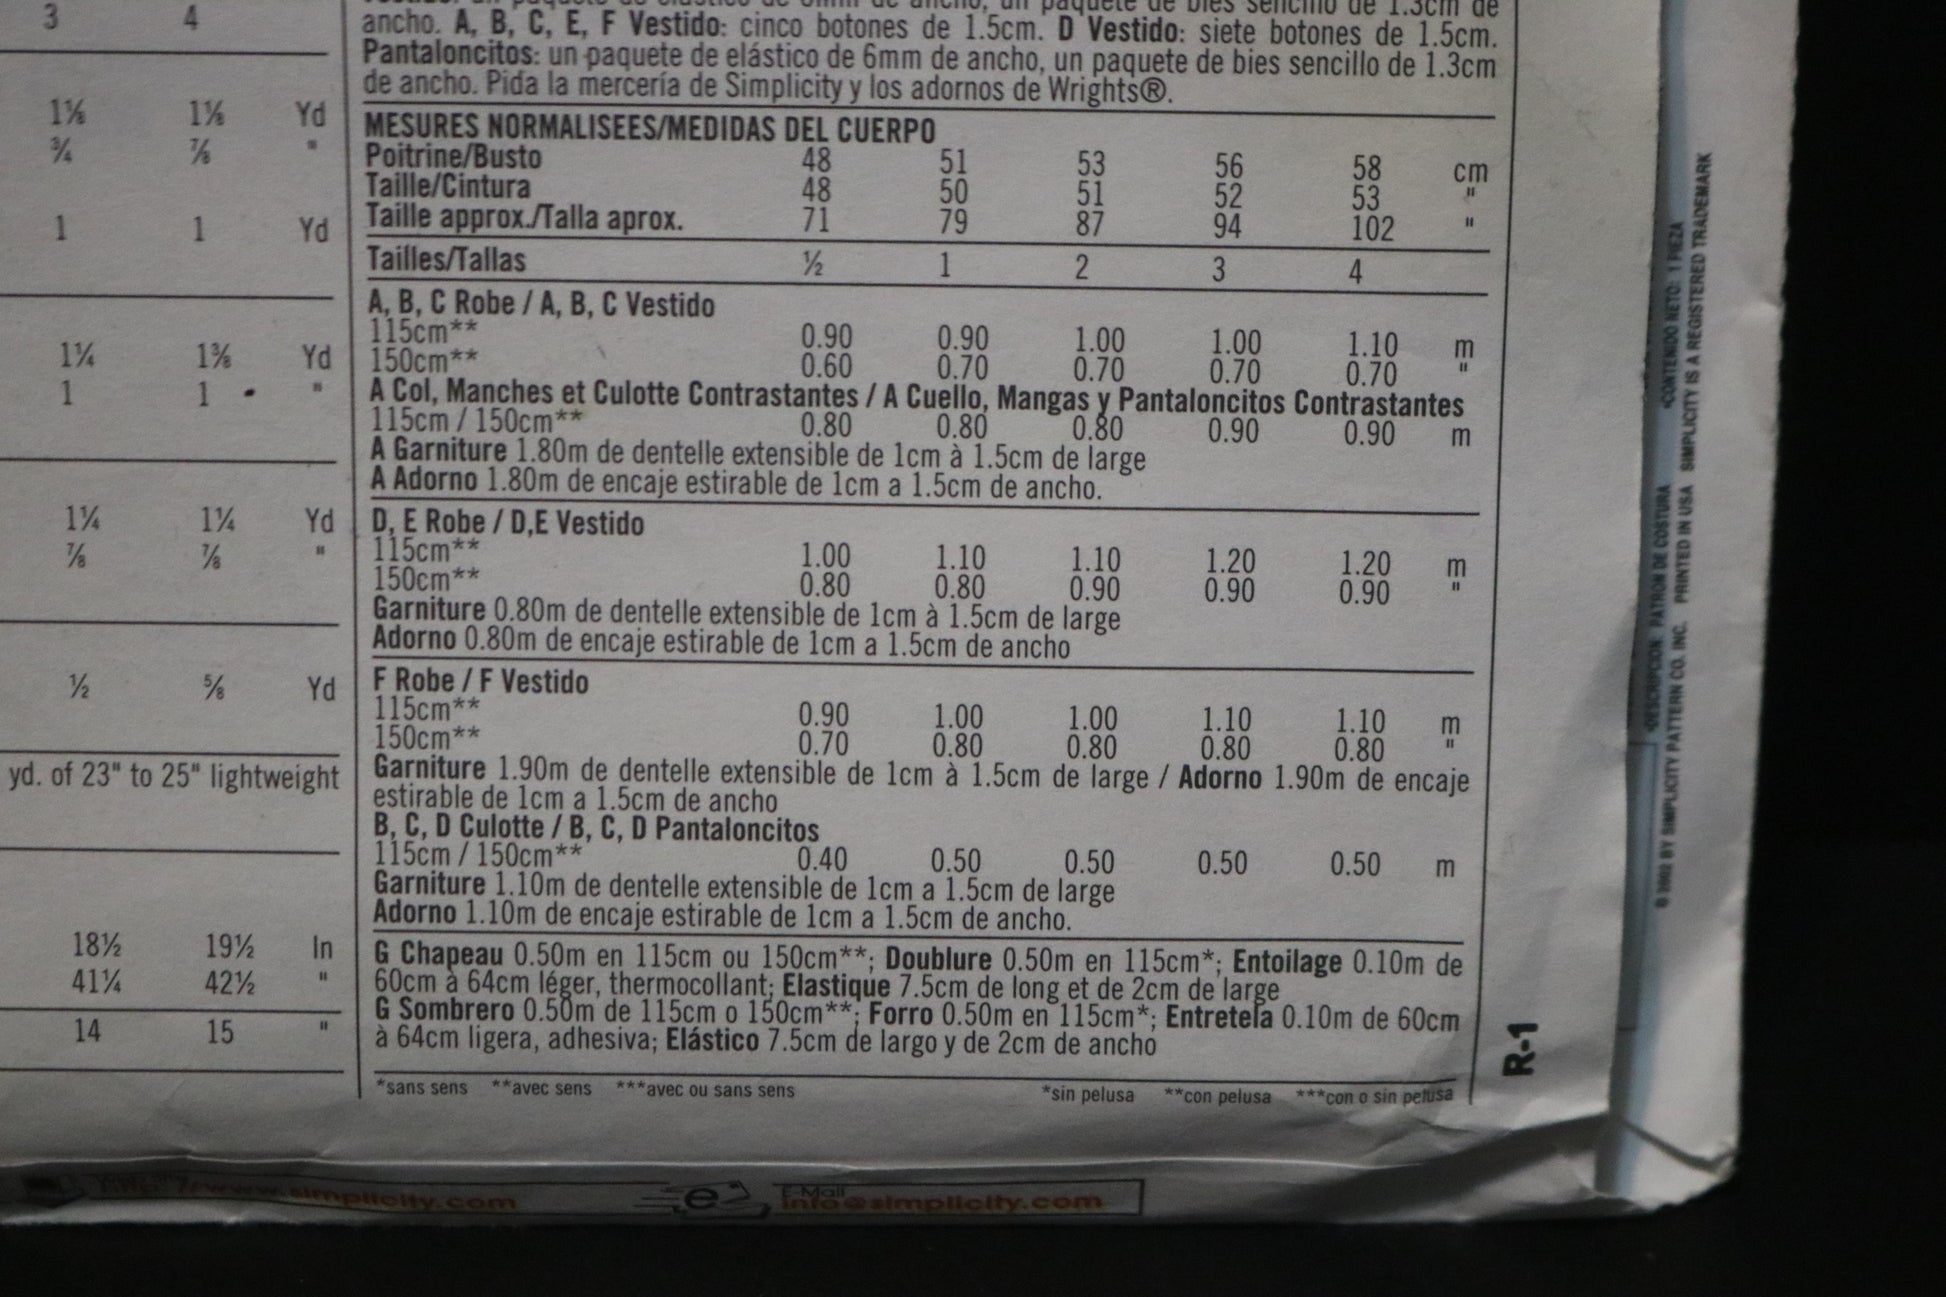 3 4
1⅛ 1⅛ Yd
¾ ⅞ "
1 1 Yd
1¼ 1⅜ Yd
1 1 "
1¼ 1¼ Yd
⅞ ⅞ "
½ ⅝ Yd
yd. of 23" to 25" lightweight
18½ 19½ In
41¼ 42½ "
14 15 "
ancho. A, B, C, E, F Vestido: cinco botones de 1.5cm. D Vestido: siete botones de 1.5cm.
Pantaloncitos: un paquete de elástico de 6mm de ancho, un paquete de bies sencillo de 1.3cm
de ancho. Pida la mercería de Simplicity y los adornos de Wrights®.
MESURES NORMALISEES/MEDIDAS DEL CUERPO
Poitrine/Busto 48 51 53 56 58 cm
Taille/Cintura 48 50 51 52 53 "
Taille approx./Talla aprox. 71 79 87 94 102 "
Tailles/Tallas ½ 1 2 3 4
A, B, C Robe / A, B, C Vestido
115cm** 0.90 0.90 1.00 1.00 1.10 m
150cm** 0.60 0.70 0.70 0.70 0.70 "
A Col, Manches et Culotte Contrastantes / A Cuello, Mangas y Pantaloncitos Contrastantes
115cm / 150cm** 0.80 0.80 0.80 0.90 0.90 m
A Garniture 1.80m de dentelle extensible de 1cm à 1.5cm de large
A Adorno 1.80m de encaje estirable de 1cm a 1.5cm de ancho.
D, E Robe / D,E Vestido
115cm** 1.00 1.10 1.10 1.20 1.20 m
150cm** 0.80 0.80 0.90 0.90 0.90 "
Garniture 0.80m de dentelle extensible de 1cm à 1.5cm de large
Adorno 0.80m de encaje estirable de 1cm a 1.5cm de ancho
F Robe / F Vestido
115cm** 0.90 1.00 1.00 1.10 1.10 m
150cm** 0.70 0.80 0.80 0.80 0.80 "
Garniture 1.90m de dentelle extensible de 1cm à 1.5cm de large / Adorno 1.90m de encaje
estirable de 1cm a 1.5cm de ancho
B, C, D Culotte / B, C, D Pantaloncitos
115cm / 150cm** 0.40 0.50 0.50 0.50 0.50 m
Garniture 1.10m de dentelle extensible de 1cm a 1.5cm de large
Adorno 1.10m de encaje estirable de 1cm a 1.5cm de ancho.
G Chapeau 0.50m en 115cm ou 150cm**; Doublure 0.50m en 115cm*; Entoilage 0.10m de
60cm à 64cm léger, thermocollant; Elastique 7.5cm de long et de 2cm de large
G Sombrero 0.50m de 115cm o 150cm**; Forro 0.50m en 115cm*; Entretela 0.10m de 60cm
à 64cm ligera, adhesiva; Elástico 7.5cm de largo y de 2cm de ancho
*sans sens **avec sens ***avec ou sans sens *sin pelusa **con pelusa ***con o sin pelusa
R-1
•DESCRIPCION: PATRON DE COSTURA •CONTENIDO NETO: 1 PIEZA
BY SIMPLICITY PATTERN CO. INC. PRINTED IN USA SIMPLICITY IS A REGISTERED TRADEMARK
www.simplicity.com
e E-Mail
info@simplicity.com